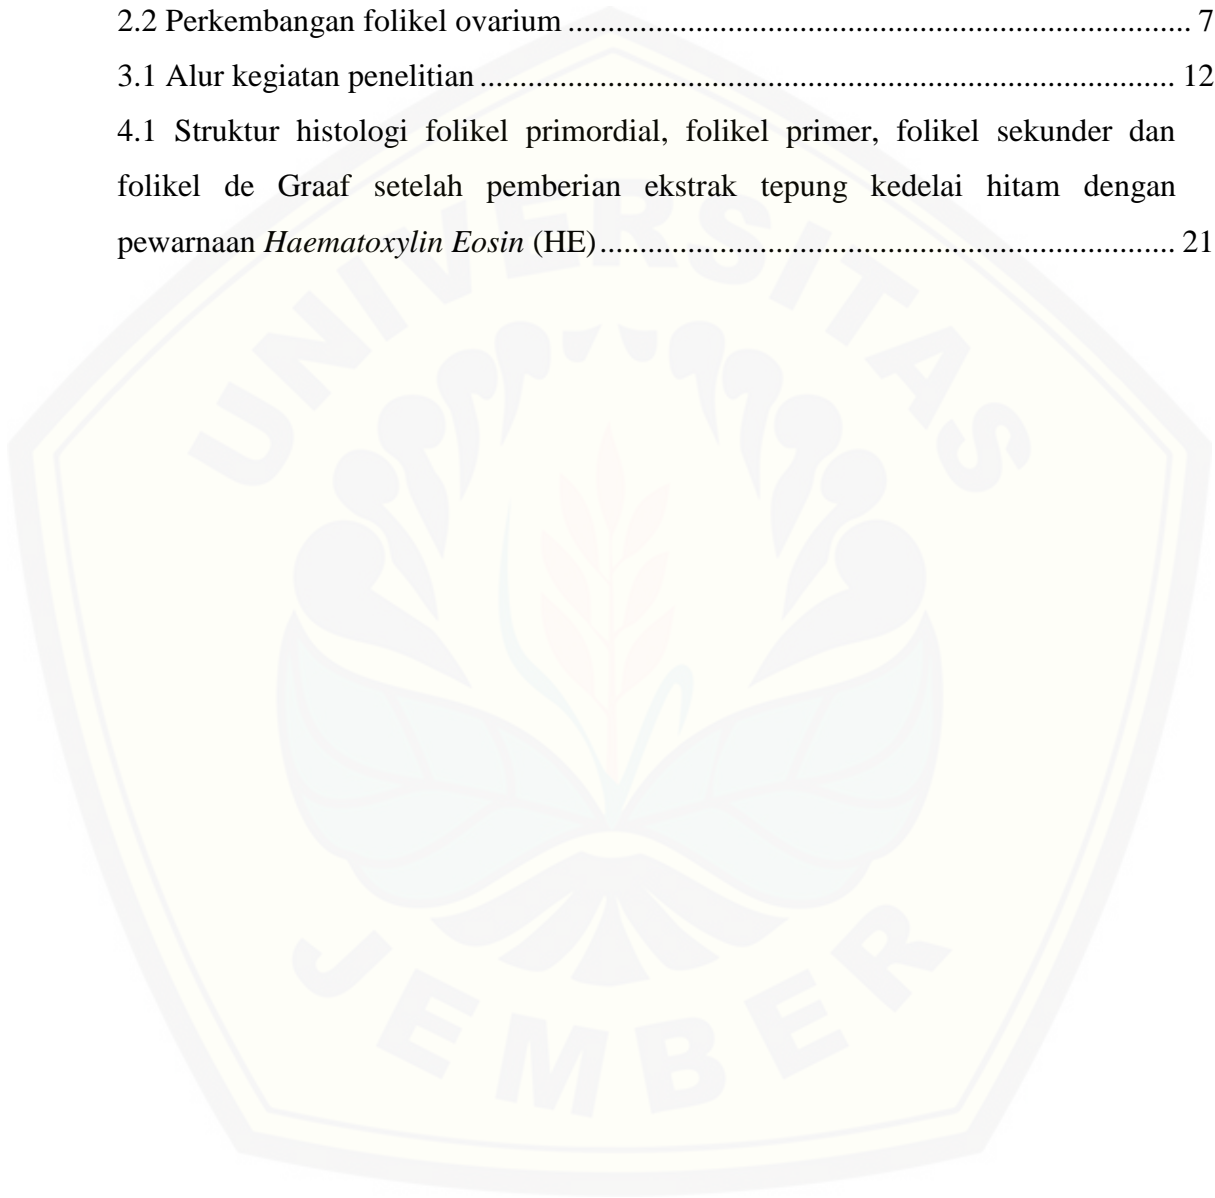 2.2 Perkembangan folikel ovarium ................................................................................ 7
3.1 Alur kegiatan penelitian ......................................................................................... 12
4.1 Struktur histologi folikel primordial, folikel primer, folikel sekunder dan
folikel de Graaf setelah pemberian ekstrak tepung kedelai hitam dengan
pewarnaan Haematoxylin Eosin (HE) .......................................................................... 21
UNIVERSITAS
JEMBER